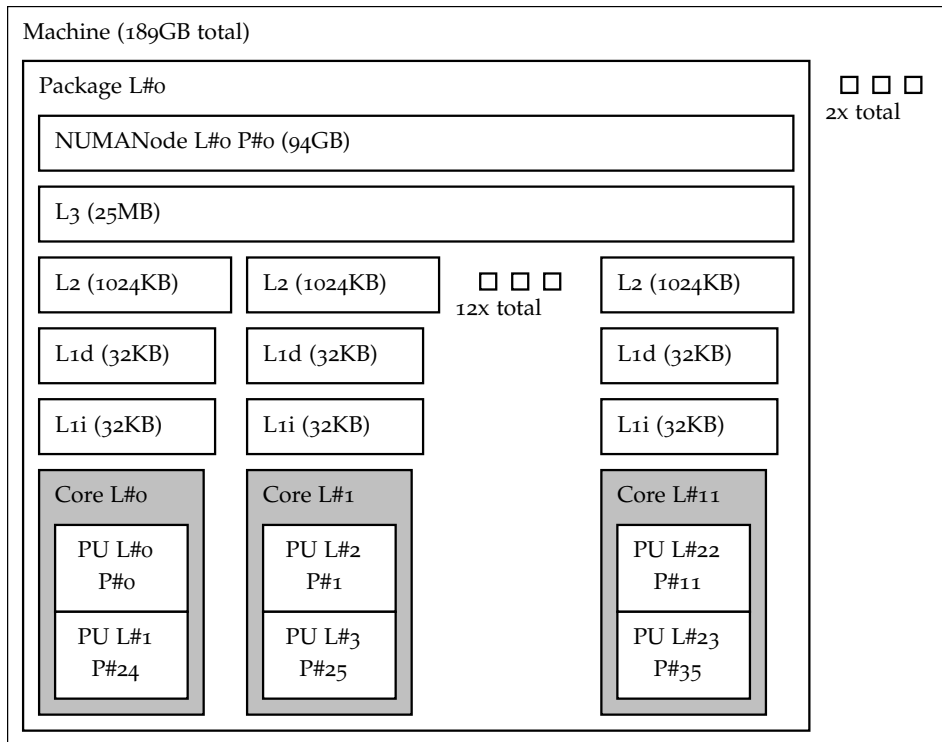 Machine (189GB total)
Package L#0
2x total
NUMANode L#0 P#0 (94GB)
L3 (25MB)
L2 (1024KB) L2 (1024KB) L2 (1024KB)
12x total
L1d (32KB) L1d (32KB) L1d (32KB)
L1i (32KB) L1i (32KB) L1i (32KB)
Core L#0 Core L#1 Core L#11
PU L#0 PU L#2 PU L#22
P#0 P#1 P#11
PU L#1 PU L#3 PU L#23
P#24 P#25 P#35